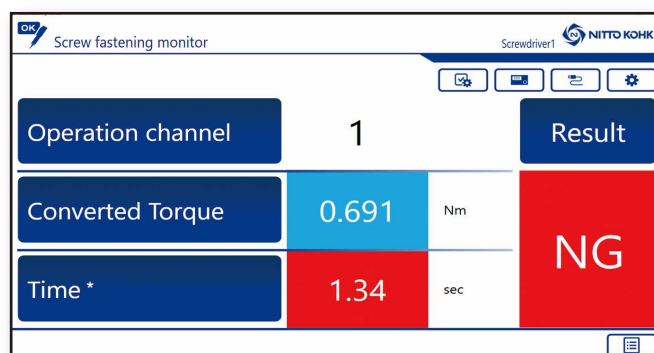 OK
Screw fastening monitor
Screwdriver1
NITTO KOHK
Operation channel 1 Result
Converted Torque 0.691 Nm
NG
Time * 1.34 sec